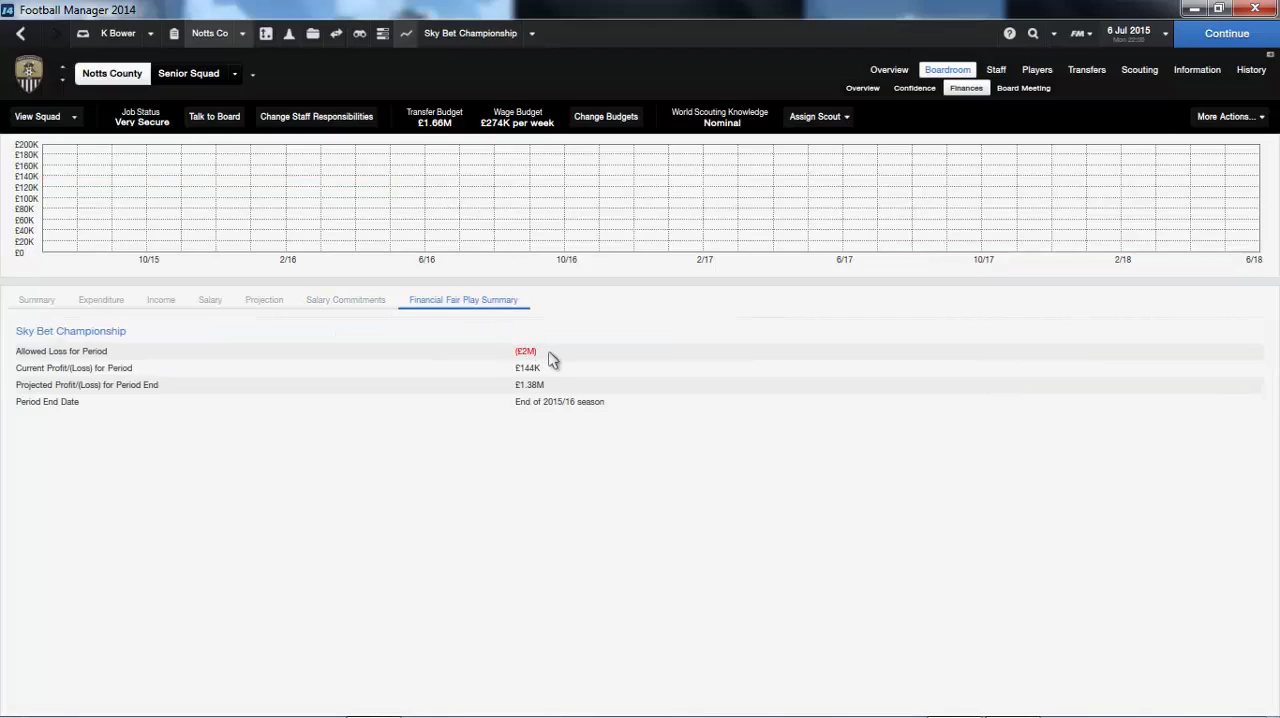 Football Manager 2014
K Bower
Notts Co
Sky Bet Championship
FM
6 Jul 2015
Mon 22:00
Continue
Notts County
Senior Squad
Overview
Boardroom
Staff
Players
Transfers
Scouting
Information
History
Overview
Confidence
Finances
Board Meeting
View Squad
Job Status
Very Secure
Talk to Board
Change Staff Responsibilities
Transfer Budget
£1.66M
Wage Budget
£274K per week
Change Budgets
World Scouting Knowledge
Nominal
Assign Scout
More Actions...
£200K
£180K
£160K
£140K
£120K
£100K
£80K
£60K
£40K
£20K
£0
10/15 2/16 6/16 10/16 2/17 6/17 10/17 2/18 6/18
Summary Expenditure Income Salary Projection Salary Commitments Financial Fair Play Summary
Sky Bet Championship
Allowed Loss for Period (£2M)
Current Profit/(Loss) for Period £144K
Projected Profit/(Loss) for Period End £1.38M
Period End Date End of 2015/16 season